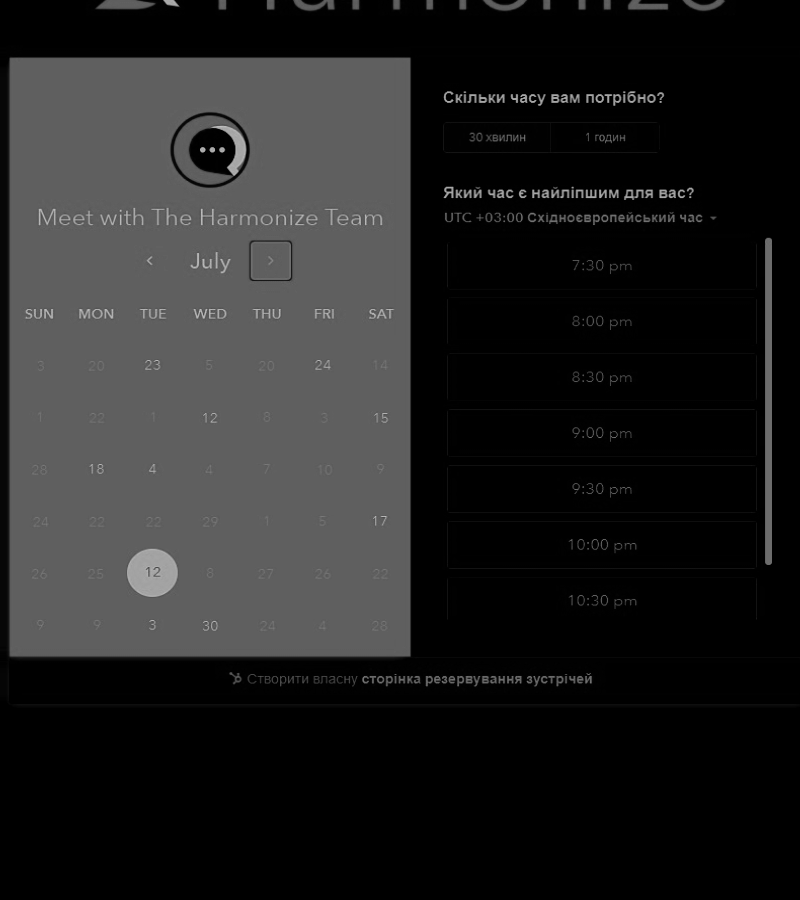 Harmonize
Meet with The Harmonize Team
July
SUN MON TUE WED THU FRI SAT
3 20 23 5 20 24 14
1 22 1 12 8 3 15
28 18 4 4 7 10 9
24 22 22 29 1 5 17
26 25 12 8 27 26 22
9 9 3 30 24 4 28
Скільки часу вам потрібно?
30 хвилин 1 годин
Який час є найліпшим для вас?
UTC +03:00 Східноєвропейський час
7:30 pm
8:00 pm
8:30 pm
9:00 pm
9:30 pm
10:00 pm
10:30 pm
Створити власну сторінка резервування зустрічей